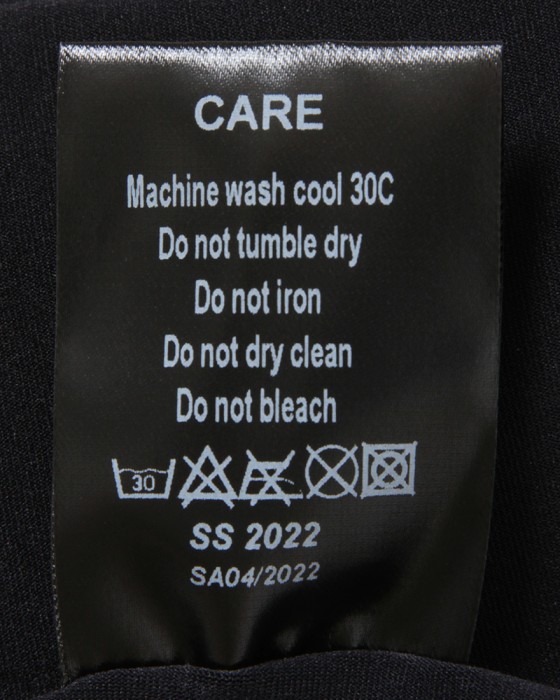 CARE
Machine wash cool 30C
Do not tumble dry
Do not iron
Do not dry clean
Do not bleach
30
SS 2022
SA04/2022